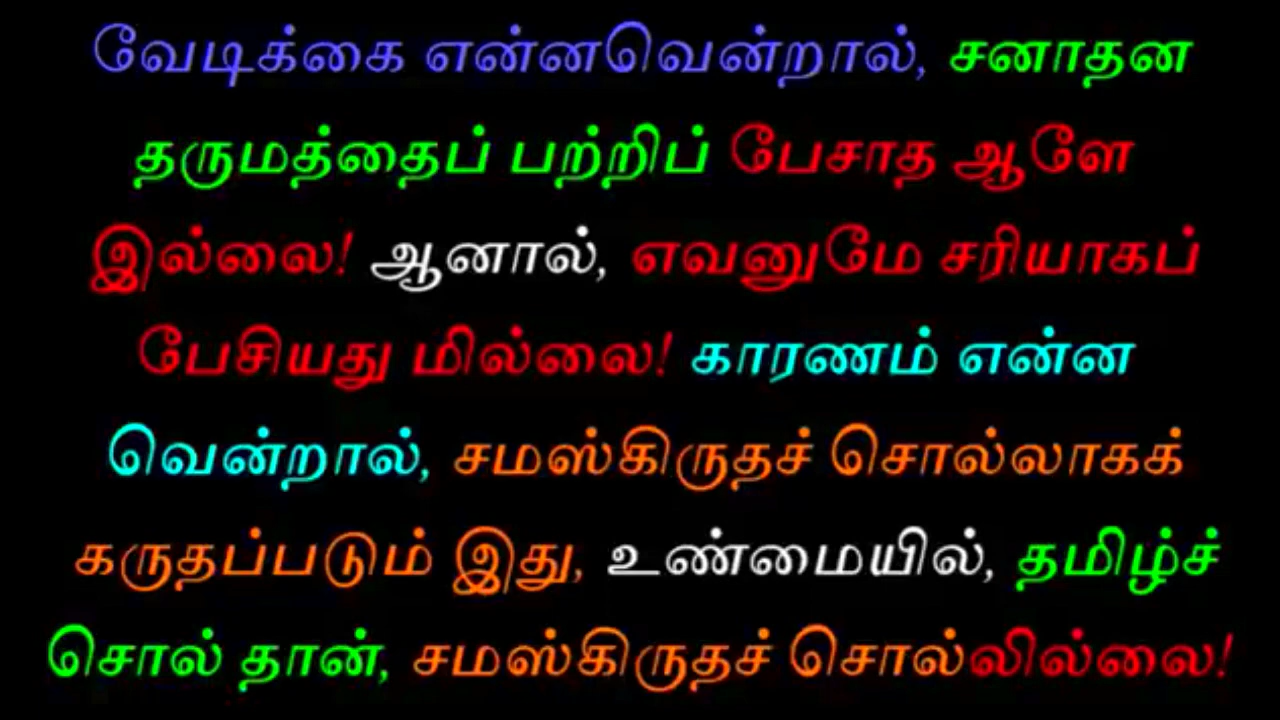 வேடிக்கை என்னவென்றால், சனாதன
தருமத்தைப் பற்றிப் பேசாத ஆளே
இல்லை! ஆனால், எவனுமே சரியாகப்
பேசியது மில்லை! காரணம் என்ன
வென்றால், சமஸ்கிருதச் சொல்லாகக்
கருதப்படும் இது, உண்மையில், தமிழ்ச்
சொல் தான், சமஸ்கிருதச் சொல்லில்லை!